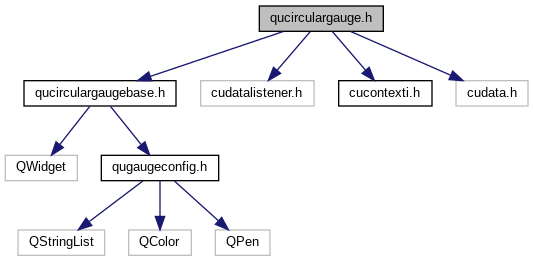 qucirculargauge.h
qucirculargaugebase.h
cudatalistener.h
cucontexti.h
cudata.h
QWidget
qugaugeconfig.h
QStringList
QColor
QPen